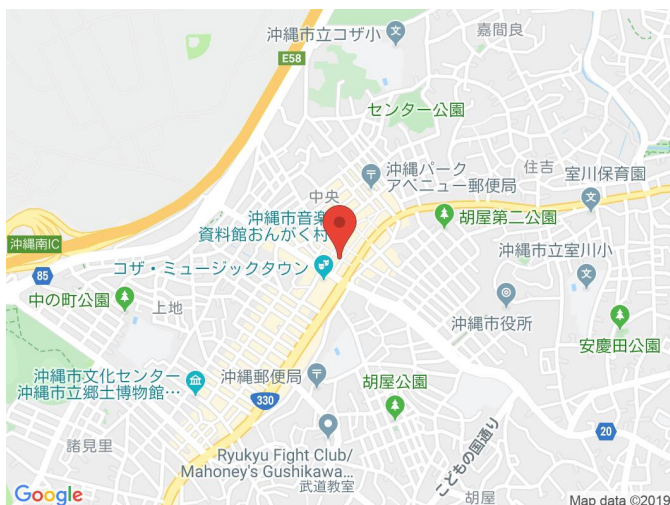 沖縄市立コザ小
嘉間良
E58
センター公園
住吉
沖縄パーク
アベニュー郵便局
室川保育園
中央
沖縄市音楽
資料館おんがく村
胡屋第二公園
沖縄南IC
コザ・ミュージックタウン
沖縄市立室川小
85
中の町公園
上地
沖縄市役所
安慶田公園
沖縄市文化センター
沖縄市立郷土博物館…
沖縄郵便局
胡屋公園
330
諸見里
Ryukyu Fight Club/
Mahoney's Gushikawa...
武道教室
こどもの国通り
20
胡屋
Google
Map data ©2019